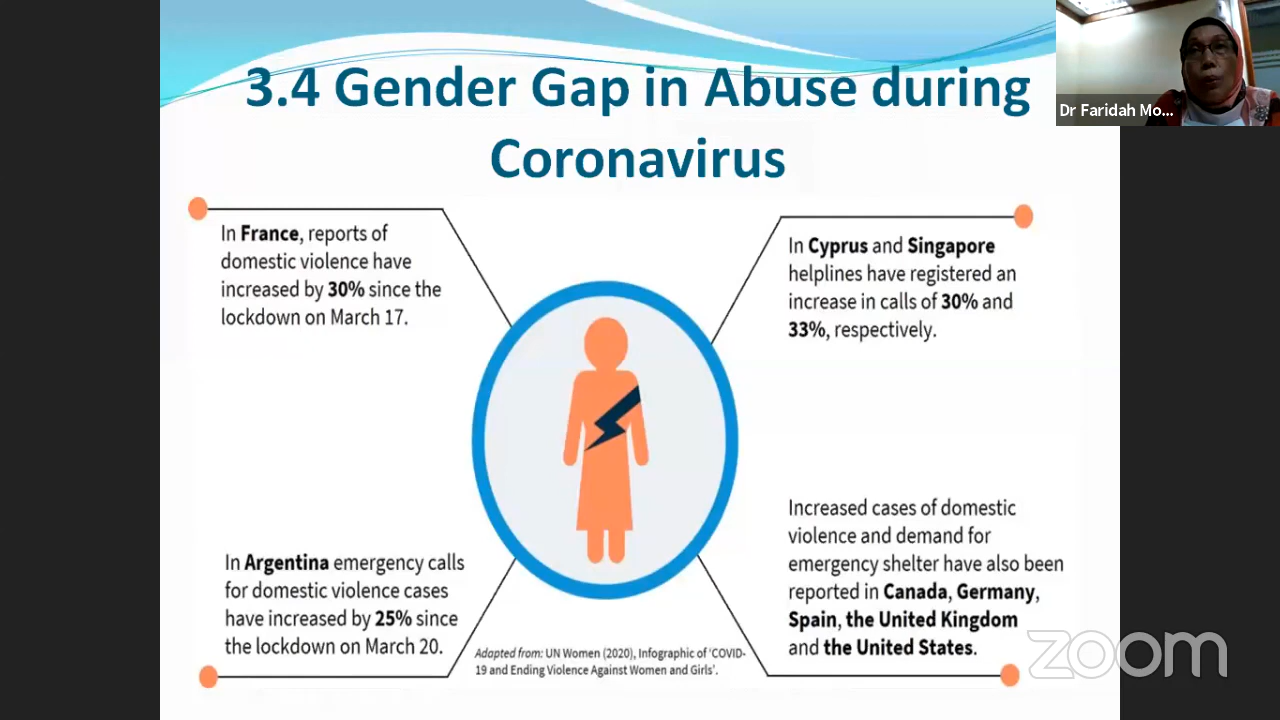 3.4 Gender Gap in Abuse during
Coronavirus
Dr Faridah Mo...
In France, reports of
domestic violence have
increased by 30% since the
lockdown on March 17.
In Cyprus and Singapore
helplines have registered an
increase in calls of 30% and
33%, respectively.
In Argentina emergency calls
for domestic violence cases
have increased by 25% since
the lockdown on March 20.
Increased cases of domestic
violence and demand for
emergency shelter have also been
reported in Canada, Germany,
Spain, the United Kingdom
and the United States.
Adapted from: UN Women (2020), Infographic of ‘COVID-
19 and Ending Violence Against Women and Girls’.
zoom